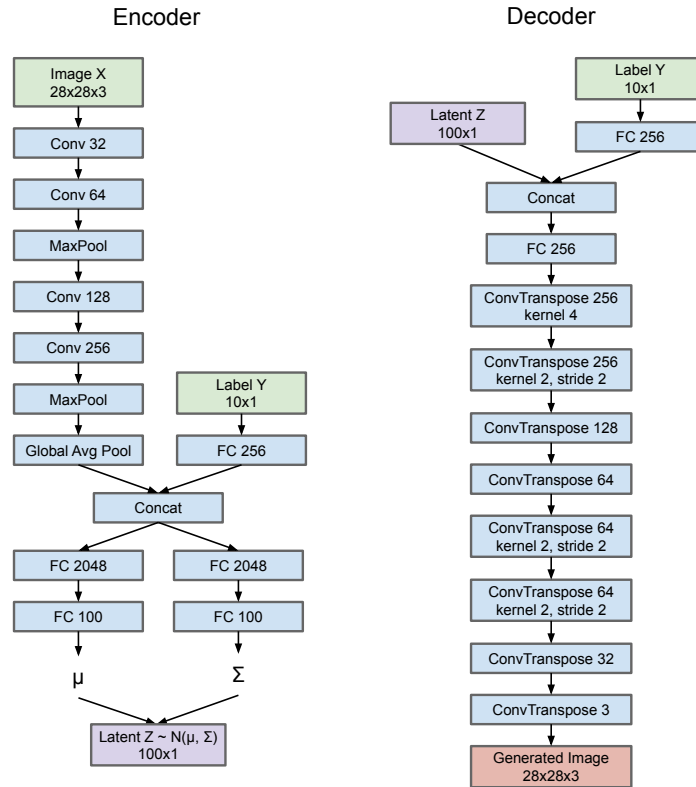 Encoder
Image X
28x28x3
Conv 32
Conv 64
MaxPool
Conv 128
Conv 256
MaxPool
Global Avg Pool
Label Y
10x1
FC 256
Concat
FC 2048
FC 2048
FC 100
FC 100
μ
Σ
Latent Z ~ N(μ, Σ)
100x1
Decoder
Latent Z
100x1
Label Y
10x1
FC 256
Concat
FC 256
ConvTranspose 256
kernel 4
ConvTranspose 256
kernel 2, stride 2
ConvTranspose 128
ConvTranspose 64
ConvTranspose 64
kernel 2, stride 2
ConvTranspose 64
kernel 2, stride 2
ConvTranspose 32
ConvTranspose 3
Generated Image
28x28x3